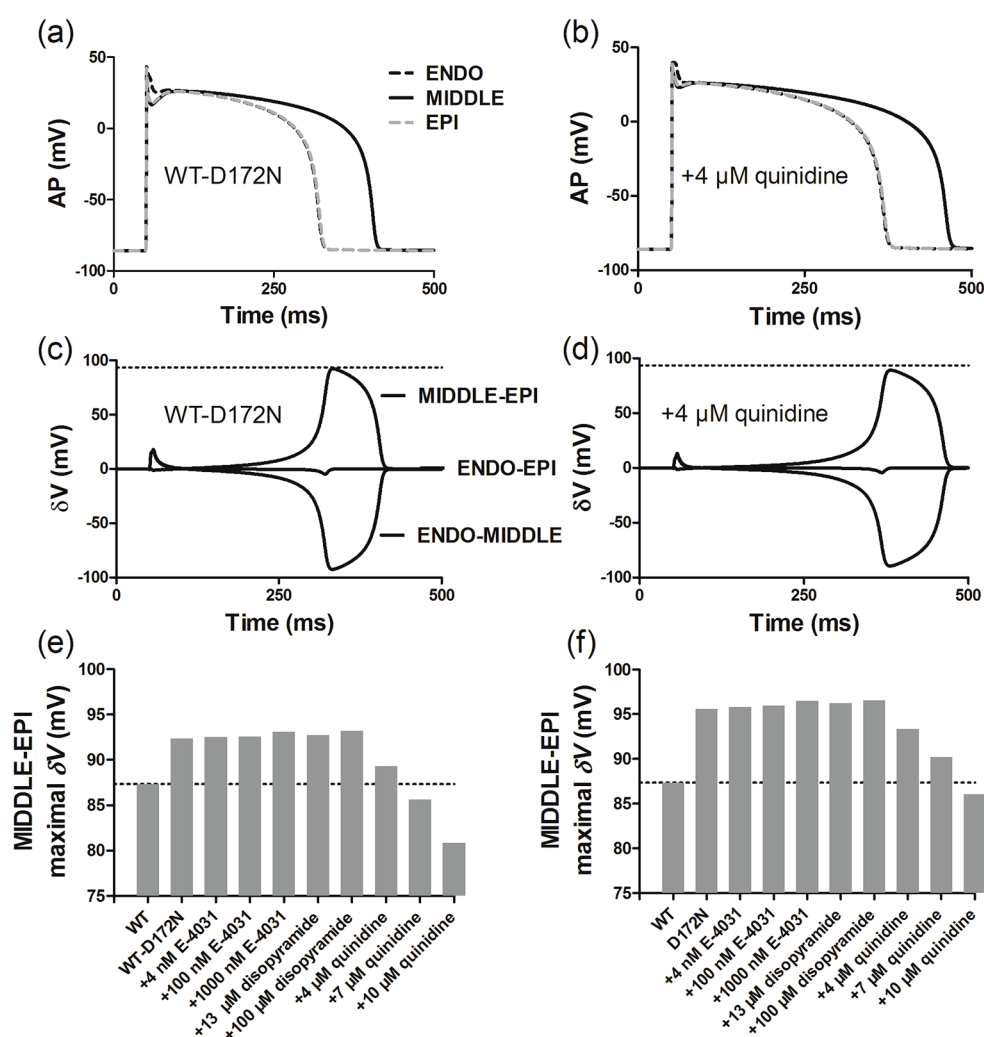 (a)
50
0
-50
-100
AP (mV)
ENDO
MIDDLE
EPI
WT-D172N
0
250
500
Time (ms)
(b)
50
0
-50
-100
AP (mV)
+4 µM quinidine
0
250
500
Time (ms)
(c)
100
50
0
-50
-100
δV (mV)
WT-D172N
MIDDLE-EPI
ENDO-EPI
ENDO-MIDDLE
0
250
500
Time (ms)
(d)
100
50
0
-50
-100
δV (mV)
+4 µM quinidine
0
250
500
Time (ms)
(e)
100
95
90
85
80
75
MIDDLE-EPI
maximal δV (mV)
WT
WT-D172N
+4 nM E-4031
+100 nM E-4031
+1000 nM E-4031
+13 µM disopyramide
+100 µM disopyramide
+4 µM quinidine
+7 µM quinidine
+10 µM quinidine
(f)
100
95
90
85
80
75
MIDDLE-EPI
maximal δV (mV)
WT
D172N
+4 nM E-4031
+100 nM E-4031
+1000 nM E-4031
+13 µM disopyramide
+100 µM disopyramide
+4 µM quinidine
+7 µM quinidine
+10 µM quinidine